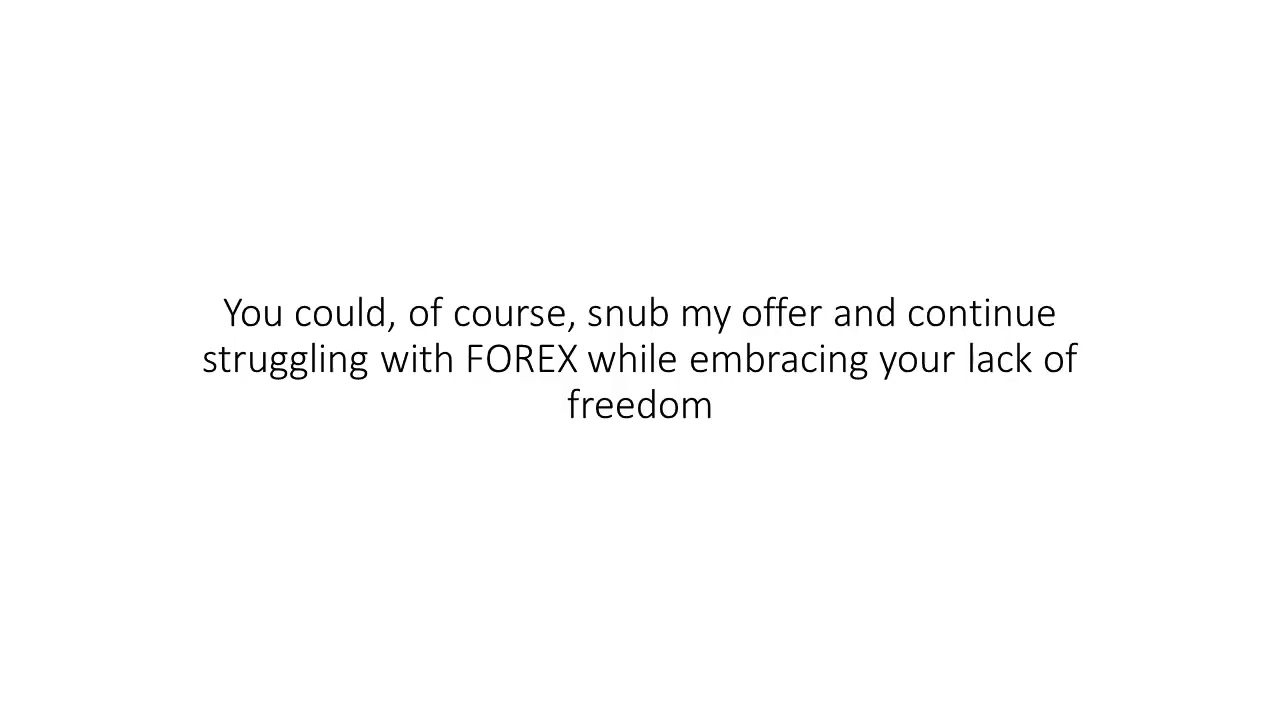 You could, of course, snub my offer and continue
struggling with FOREX while embracing your lack of
freedom